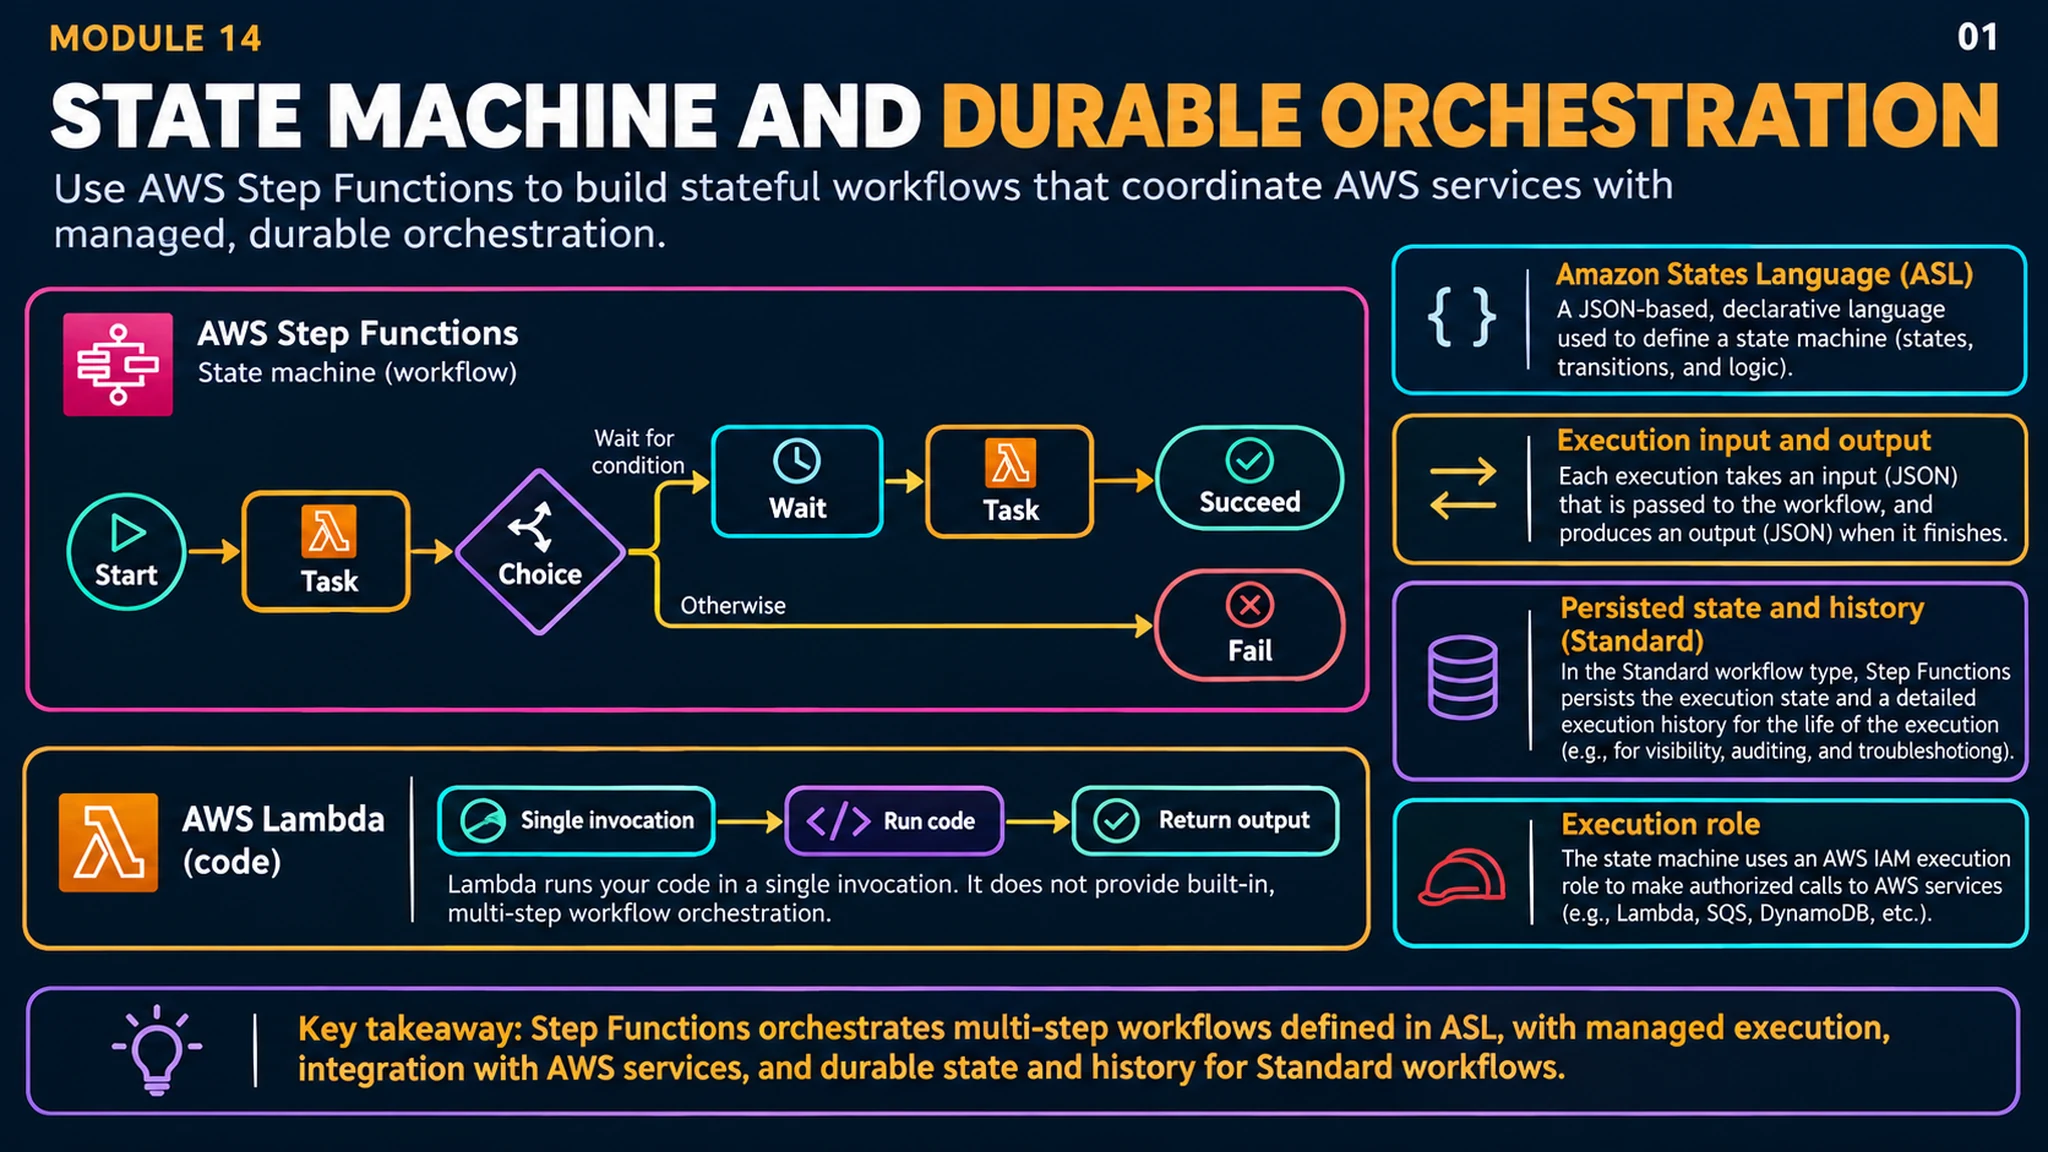 MODULE 14
01
STATE MACHINE AND DURABLE ORCHESTRATION
Use AWS Step Functions to build stateful workflows that coordinate AWS services with
managed, durable orchestration.
AWS Step Functions
State machine (workflow)
Start
Task
Choice
Wait for
condition
Wait
Task
Succeed
Otherwise
Fail
AWS Lambda
(code)
Single invocation
Run code
Return output
Lambda runs your code in a single invocation. It does not provide built-in,
multi-step workflow orchestration.
Amazon States Language (ASL)
A JSON-based, declarative language
used to define a state machine (states,
transitions, and logic).
Execution input and output
Each execution takes an input (JSON)
that is passed to the workflow, and
produces an output (JSON) when it finishes.
Persisted state and history
(Standard)
In the Standard workflow type, Step Functions
persists the execution state and a detailed
execution history for the life of the execution
(e.g., for visibility, auditing, and troubleshotiong).
Execution role
The state machine uses an AWS IAM execution
role to make authorized calls to AWS services
(e.g., Lambda, SQS, DynamoDB, etc.).
Key takeaway: Step Functions orchestrates multi-step workflows defined in ASL, with managed execution,
integration with AWS services, and durable state and history for Standard workflows.